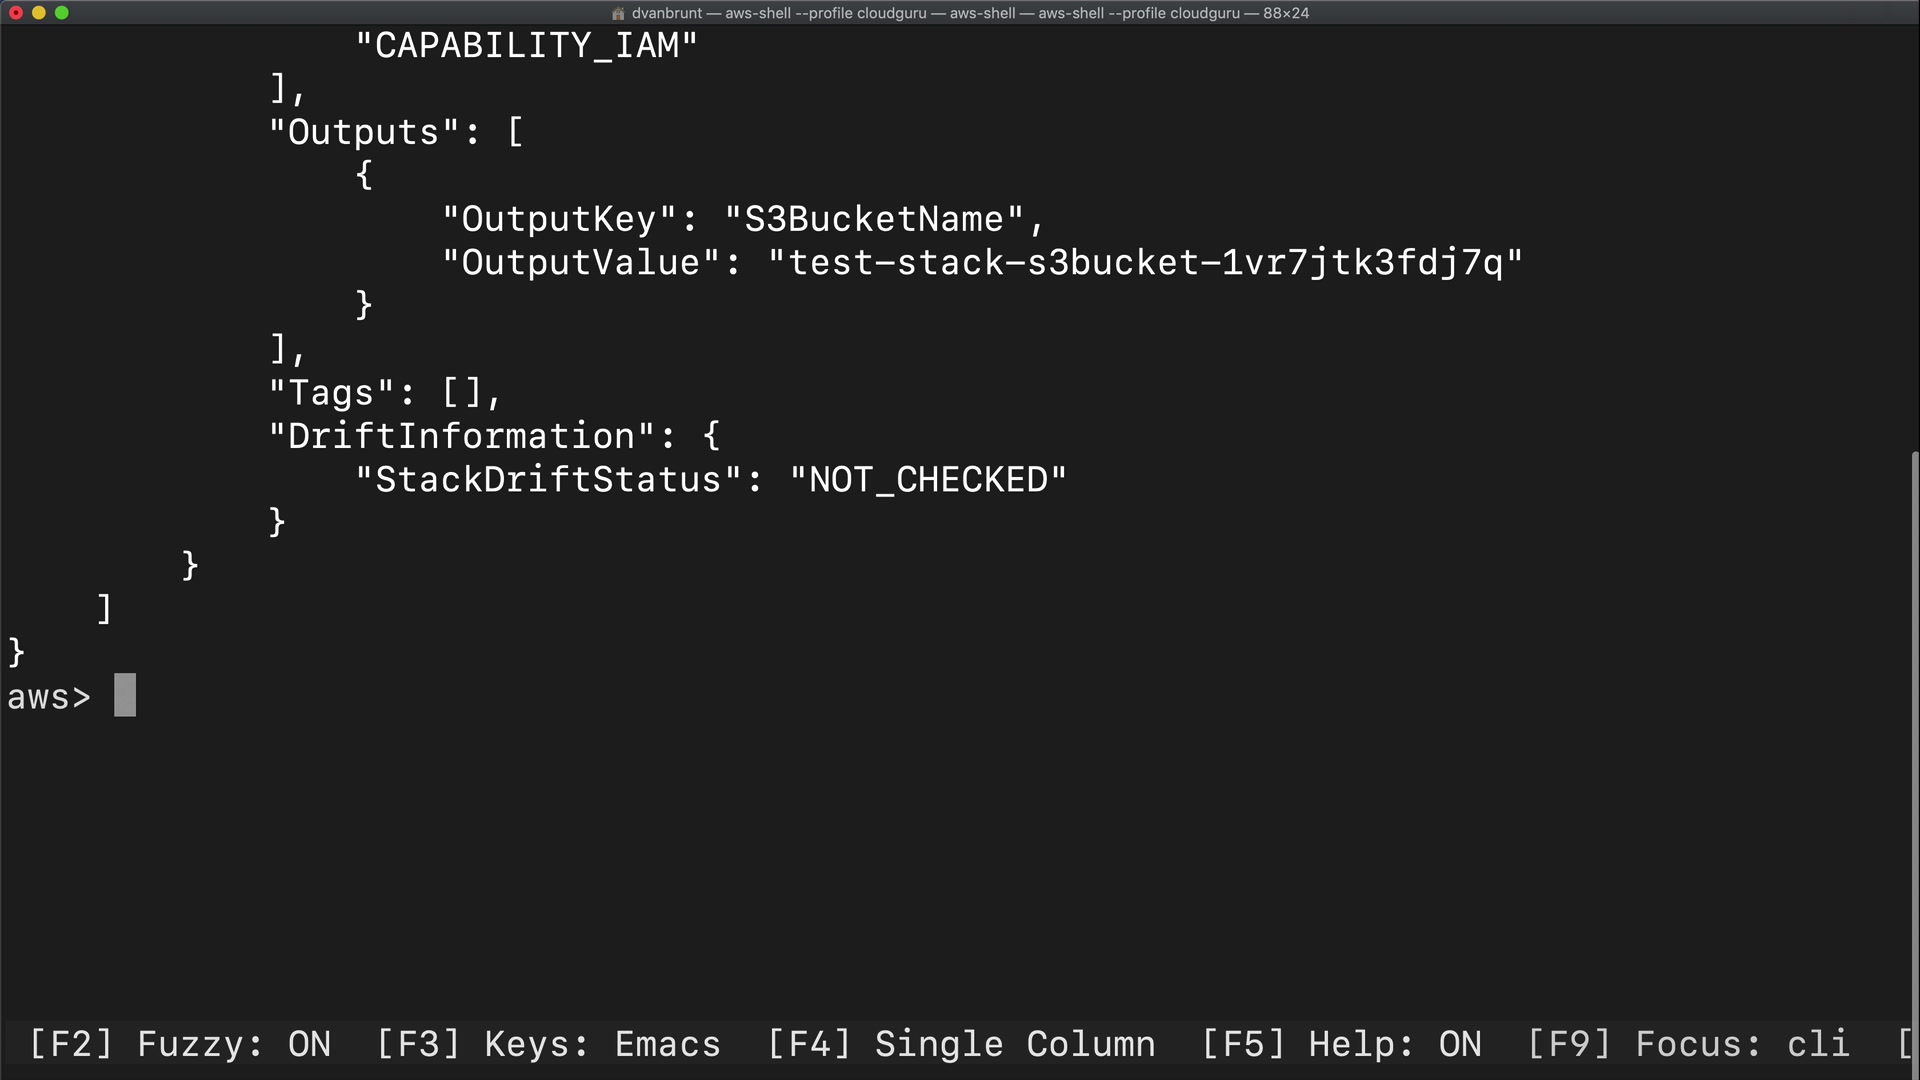 dvanbrunt — aws-shell --profile cloudguru — aws-shell — aws-shell --profile cloudguru — 88×24
"CAPABILITY_IAM"
],
"Outputs": [
{
"OutputKey": "S3BucketName",
"OutputValue": "test-stack-s3bucket-1vr7jtk3fdj7q"
}
],
"Tags": [],
"DriftInformation": {
"StackDriftStatus": "NOT_CHECKED"
}
}
]
}
aws>
[F2] Fuzzy: ON [F3] Keys: Emacs [F4] Single Column [F5] Help: ON [F9] Focus: cli [